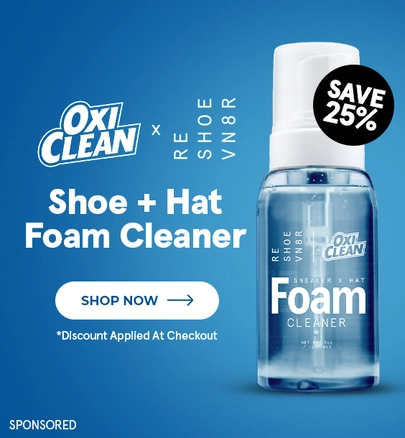 OXI
CLEAN
x
RE
SHOE
VN8R
SAVE
25%
Shoe + Hat
Foam Cleaner
SHOP NOW
*Discount Applied At Checkout
RE
SHOE
VN8R
OXI
CLEAN
SNEAKER X HAT
Foam
CLEANER
SPONSORED